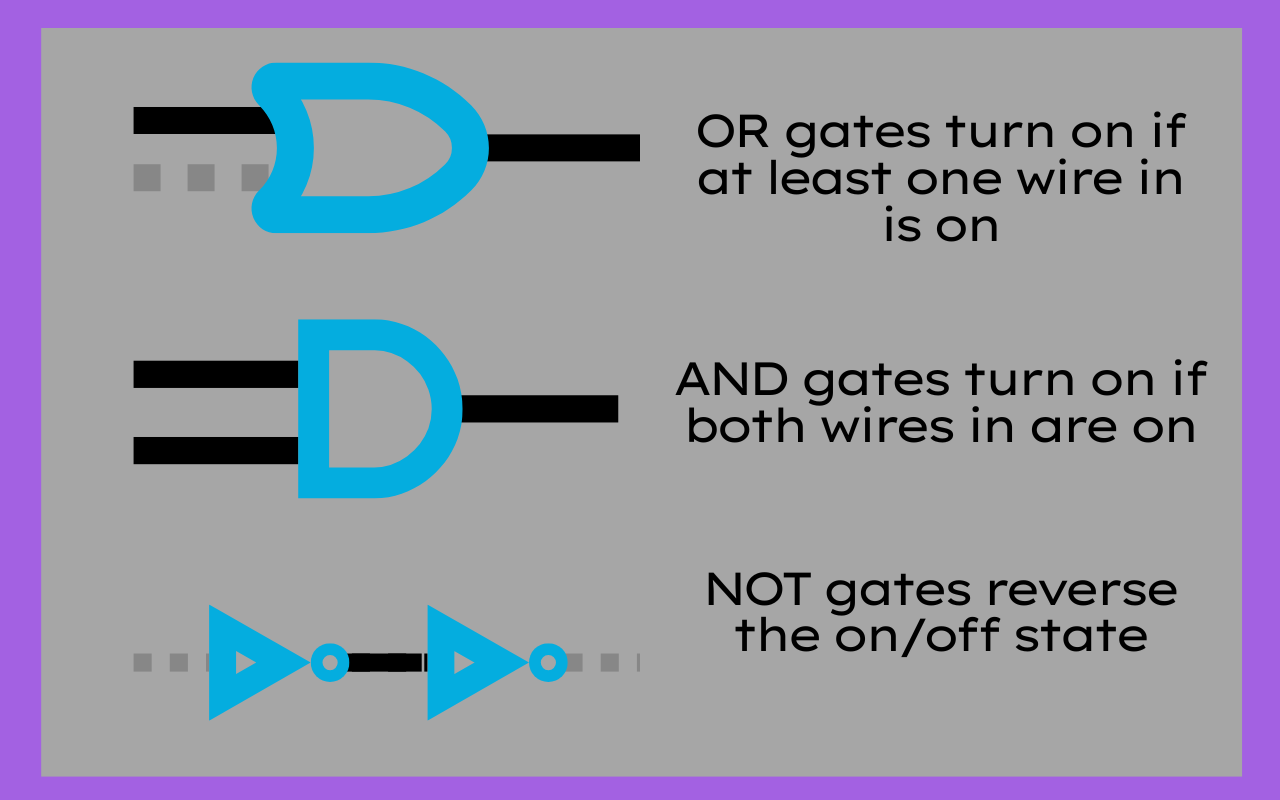 OR gates turn on if
at least one wire in
is on
AND gates turn on if
both wires in are on
NOT gates reverse
the on/off state